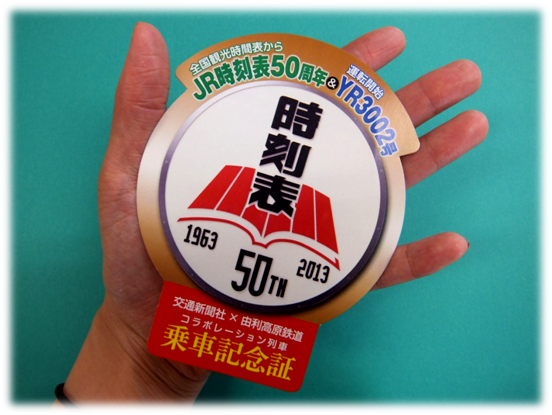 全国観光時間表から
JR時刻表50周年&
運転開始
YR3002号
時刻表
1963
2013
50TH
交通新聞社×由利高原鉄道
コラボレーション列車
乗車記念証